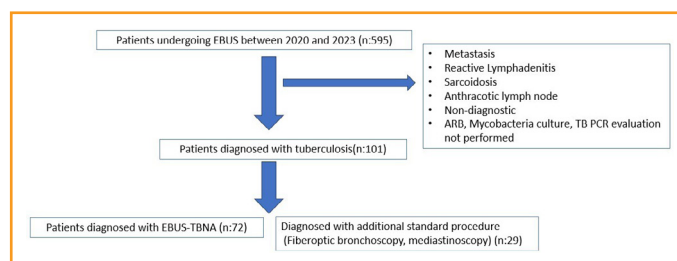 Patients undergoing EBUS between 2020 and 2023 (n:595)
• Metastasis
• Reactive Lymphadenitis
• Sarcoidosis
• Anthracotic lymph node
• Non-diagnostic
• ARB, Mycobacteria culture, TB PCR evaluation
not performed
Patients diagnosed with tuberculosis(n:101)
Patients diagnosed with EBUS-TBNA (n:72)
Diagnosed with additional standard procedure
(Fiberoptic bronchoscopy, mediastinoscopy) (n:29)